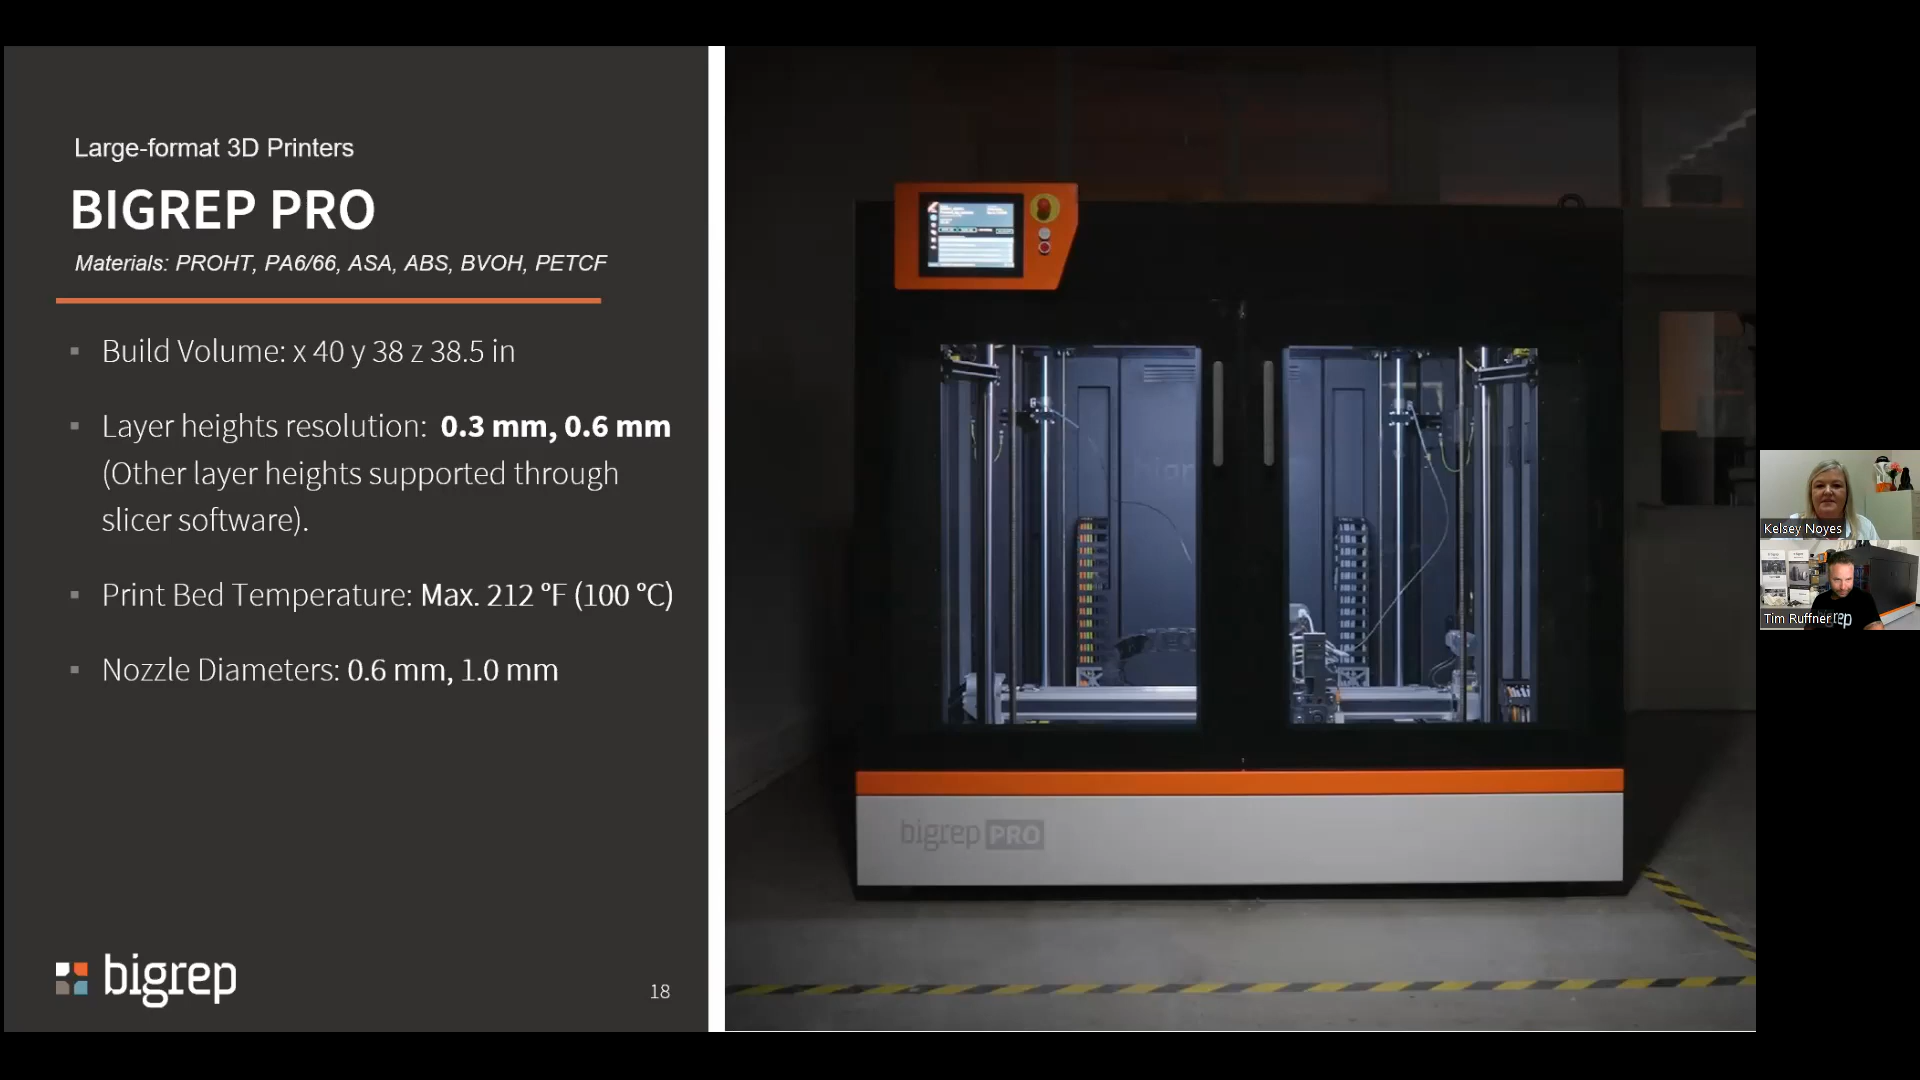 Large-format 3D Printers
BIGREP PRO
Materials: PROHT, PA6/66, ASA, ABS, BVOH, PETCF
▪ Build Volume: x 40 y 38 z 38.5 in
▪ Layer heights resolution: 0.3 mm, 0.6 mm
(Other layer heights supported through
slicer software).
▪ Print Bed Temperature: Max. 212 °F (100 °C)
▪ Nozzle Diameters: 0.6 mm, 1.0 mm
bigrep
18
bigrep PRO
Kelsey Noyes
Tim Ruffner